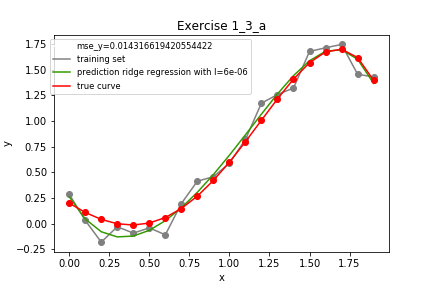 Exercise 1_3_a
mse_y=0.014316619420554422
training set
prediction ridge regression with l=6e-06
true curve
1.75
1.50
1.25
1.00
0.75
0.50
0.25
0.00
−0.25
y
0.00 0.25 0.50 0.75 1.00 1.25 1.50 1.75
x